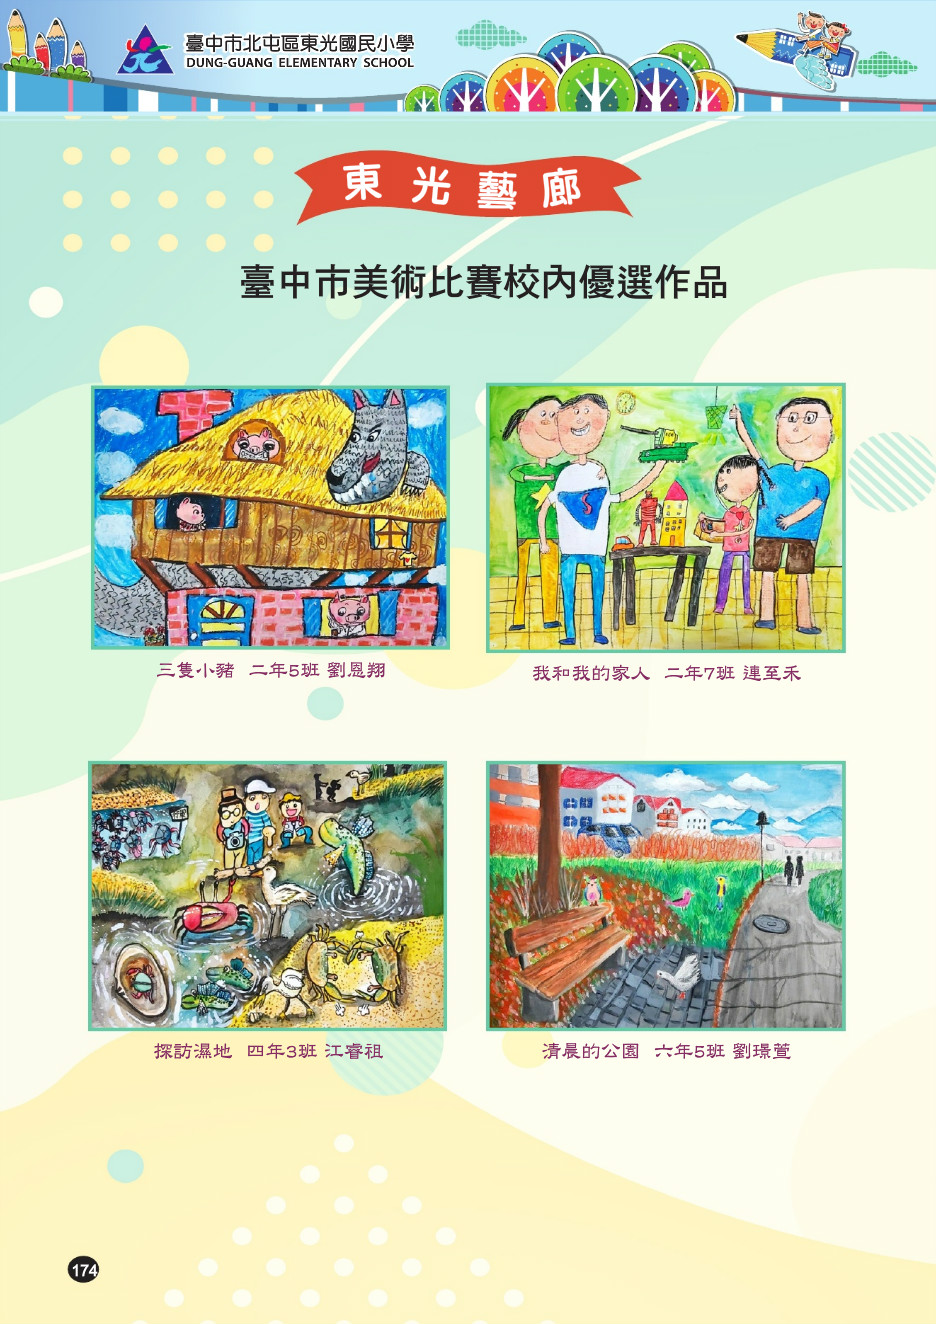 臺中市北屯區東光國民小學
DUNG-GUANG ELEMENTARY SCHOOL
東光藝廊
臺中市美術比賽校內優選作品
三隻小豬 二年5班 劉恩翔
我和我的家人 二年7班 連至禾
探訪濕地 四年3班 江睿祖
清晨的公園 六年5班 劉璟萱
174